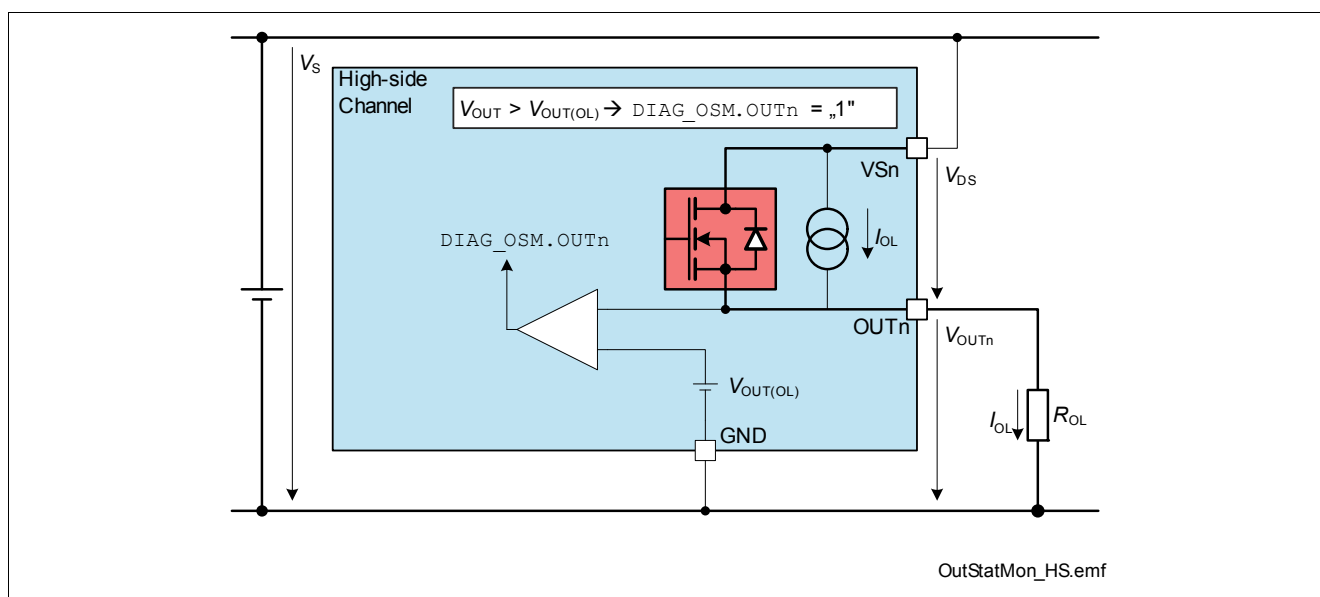 VS
High-side
Channel
VOUT > VOUT(OL) → DIAG_OSM.OUTn = „1"
VSn
VDS
IOL
DIAG_OSM.OUTn
OUTn
VOUTn
VOUT(OL)
IOL
ROL
GND
OutStatMon_HS.emf